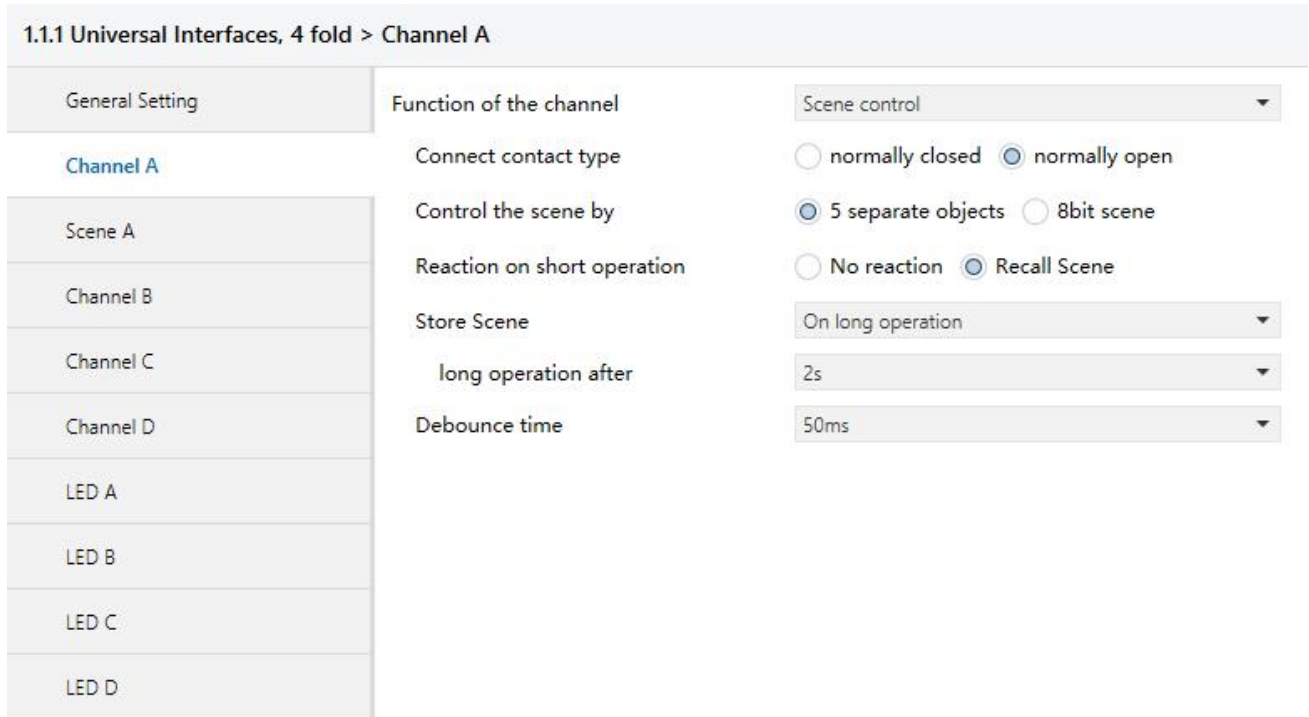 1.1.1 Universal Interfaces, 4 fold > Channel A
General Setting
Channel A
Scene A
Channel B
Channel C
Channel D
LED A
LED B
LED C
LED D
Function of the channel Scene control
Connect contact type normally closed normally open
Control the scene by 5 separate objects 8bit scene
Reaction on short operation No reaction Recall Scene
Store Scene On long operation
long operation after 2s
Debounce time 50ms